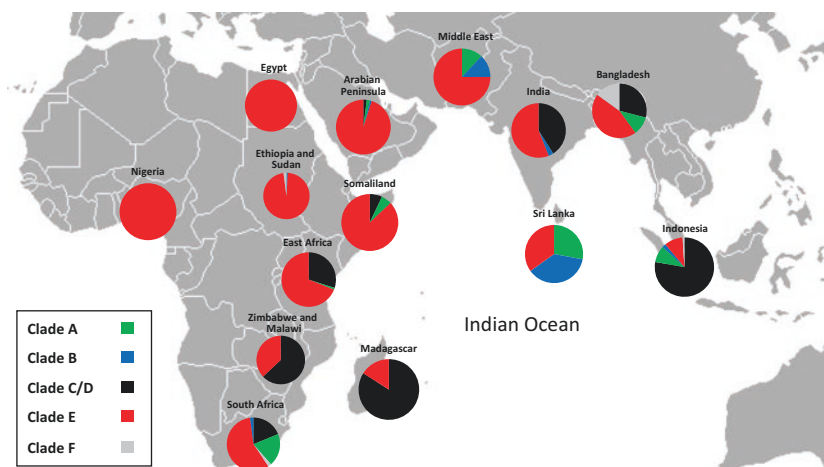 Middle East
Egypt
Bangladesh
Arabian
Peninsula
India
Ethiopia and
Sudan
Nigeria
Somaliland
Sri Lanka
Indonesia
East Africa
Indian Ocean
Zimbabwe and
Malawi
Madagascar
South Africa
Clade A
Clade B
Clade C/D
Clade E
Clade F